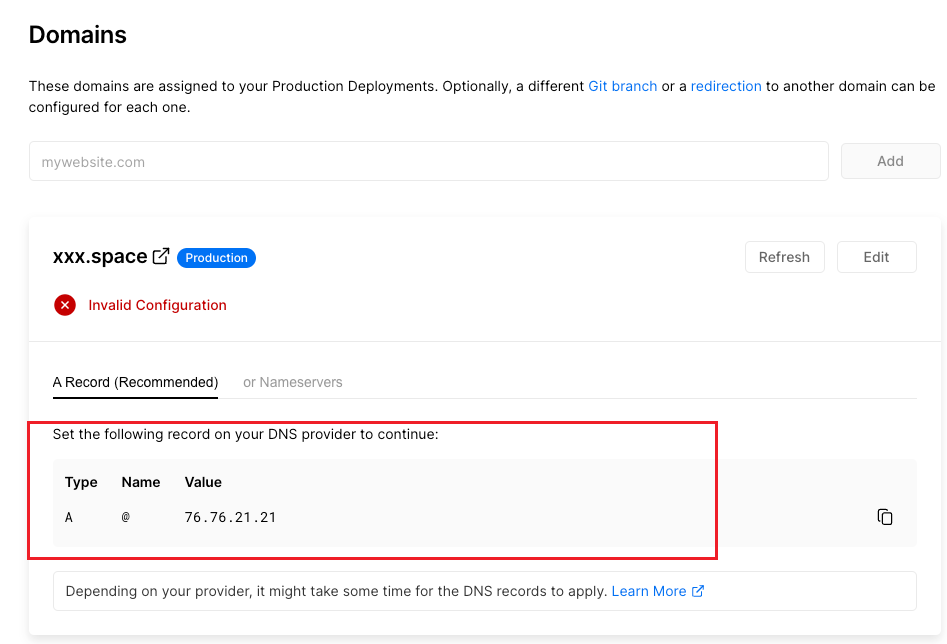 Domains
These domains are assigned to your Production Deployments. Optionally, a different Git branch or a redirection to another domain can be
configured for each one.
mywebsite.com Add
xxx.space Production Refresh Edit
Invalid Configuration
A Record (Recommended) or Nameservers
Set the following record on your DNS provider to continue:
Type Name Value
A @ 76.76.21.21
Depending on your provider, it might take some time for the DNS records to apply. Learn More